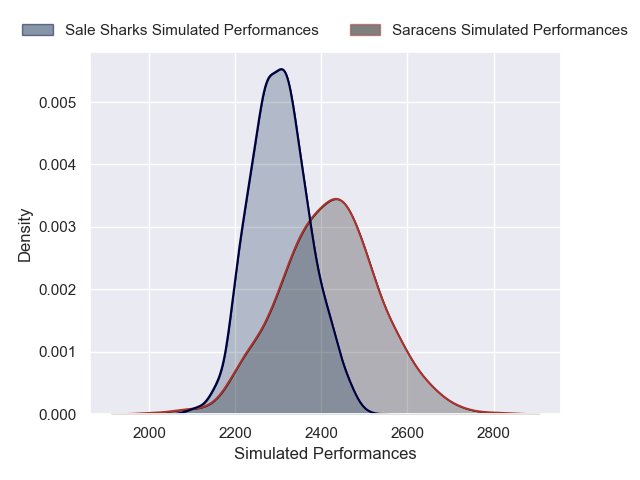 Sale Sharks Simulated Performances
Saracens Simulated Performances
0.005
0.004
0.003
0.002
0.001
0.000
Density
2000 2200 2400 2600 2800
Simulated Performances